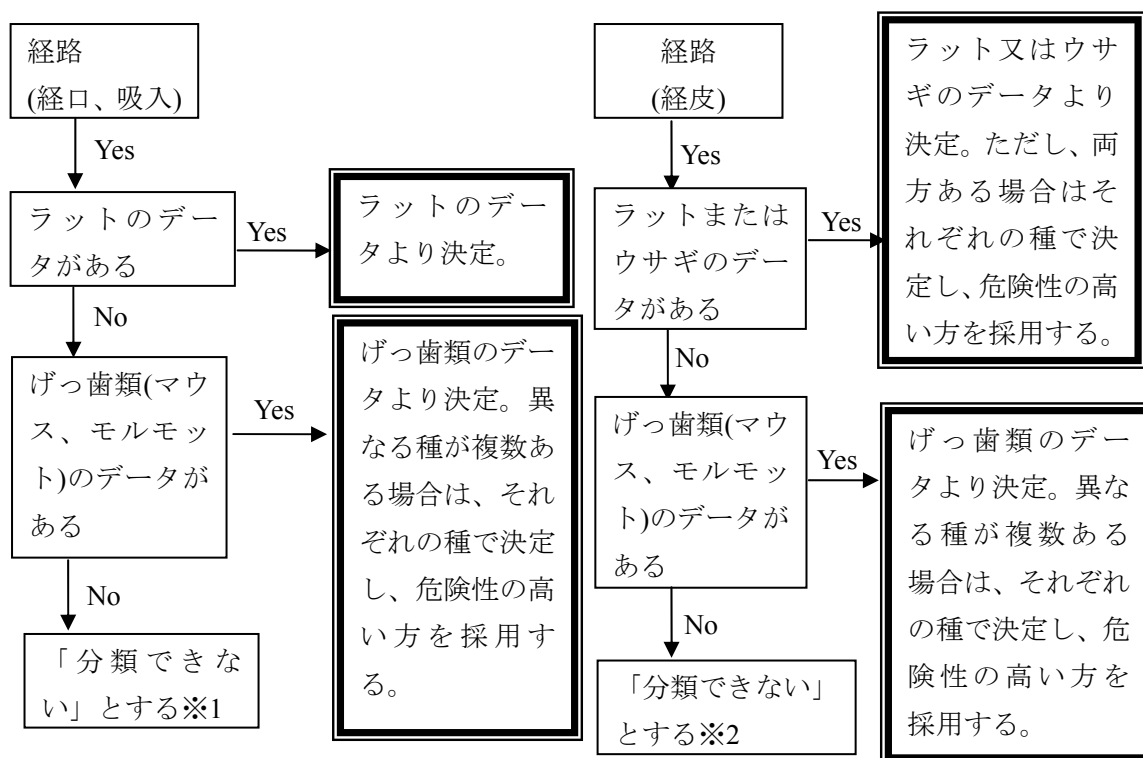 経路
(経口、吸入)
Yes
ラットのデー
タがある
Yes
ラットのデー
タより決定。
No
げっ歯類(マウ
ス、モルモッ
ト)のデータが
ある
Yes
げっ歯類のデー
タより決定。異
なる種が複数あ
る場合は、それ
ぞれの種で決定
し、危険性の高
い方を採用す
る。
No
「分類できな
い」とする※1
経路
(経皮)
Yes
ラットまたは
ウサギのデー
タがある
Yes
ラット又はウサ
ギのデータより
決定。ただし、両
方ある場合はそ
れぞれの種で決
定し、危険性の高
い方を採用する。
No
げっ歯類(マウ
ス、モルモッ
ト)のデータが
ある
Yes
げっ歯類のデー
タより決定。異な
る種が複数ある
場合は、それぞれ
の種で決定し、危
険性の高い方を
採用する。
No
「分類できない」
とする※2